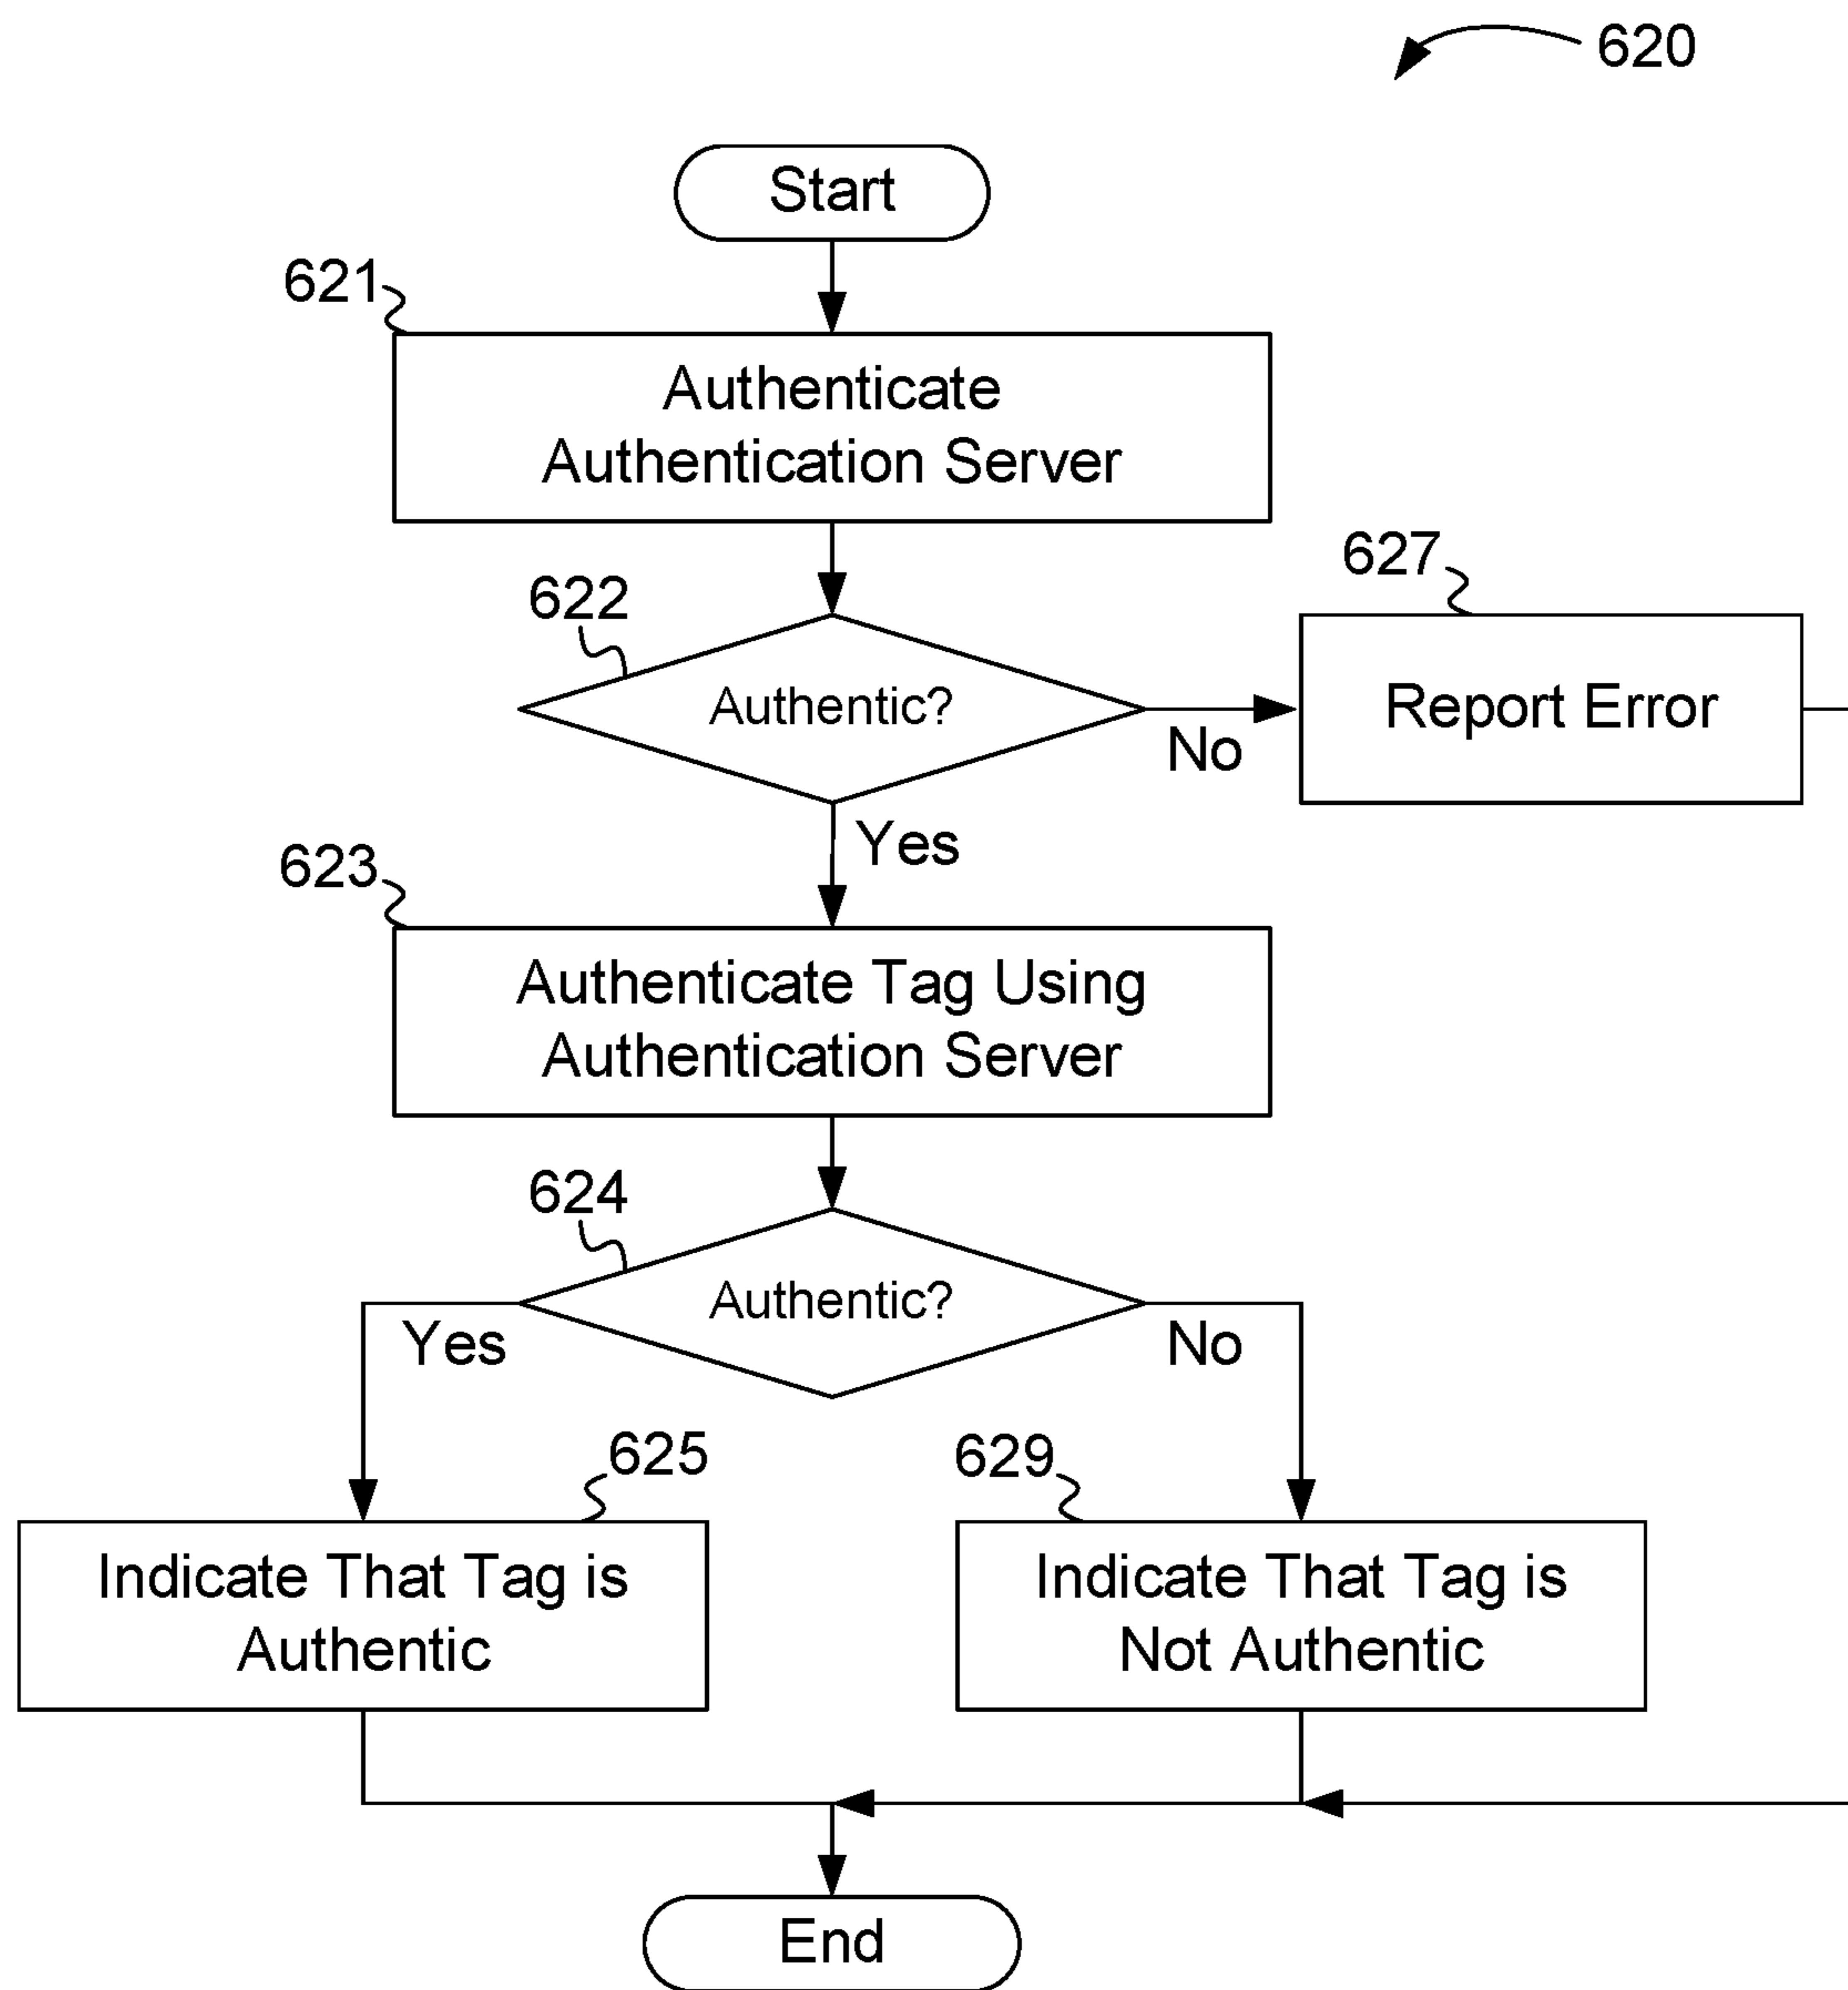 620
Start
621
Authenticate
Authentication Server
622
Authentic?
No
627
Report Error
Yes
623
Authenticate Tag Using
Authentication Server
624
Authentic?
Yes
No
625
Indicate That Tag is
Authentic
629
Indicate That Tag is
Not Authentic
End